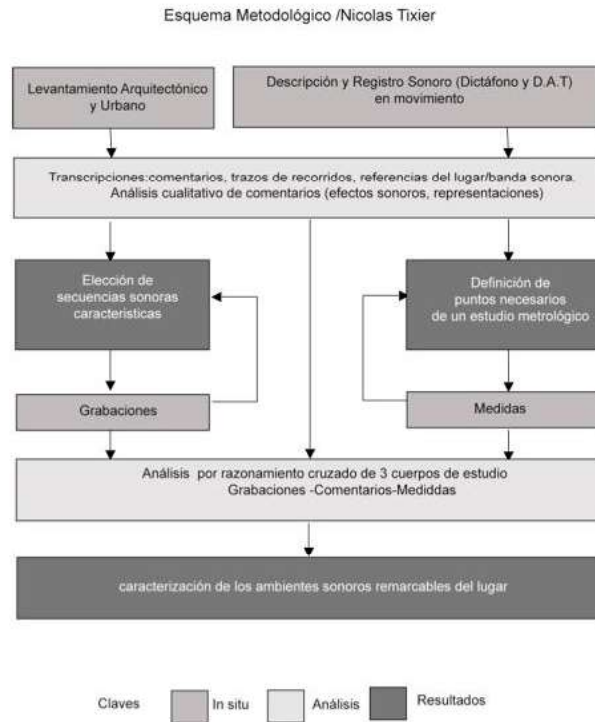 Esquema Metodológico /Nicolas Tixier
Levantamiento Arquitectónico
y Urbano
Descripción y Registro Sonoro (Dictáfono y D.A.T)
en movimiento
Transcripciones:comentarios, trazos de recorridos, referencias del lugar/banda sonora.
Análisis cualitativo de comentarios (efectos sonoros, representaciones)
Elección de
secuencias sonoras
características
Definición de
puntos necesarios
de un estudio metrológico
Grabaciones
Medidas
Análisis por razonamiento cruzado de 3 cuerpos de estudio
Grabaciones -Comentarios-Mediddas
caracterización de los ambientes sonoros remarcables del lugar
Claves
In situ
Análisis
Resultados